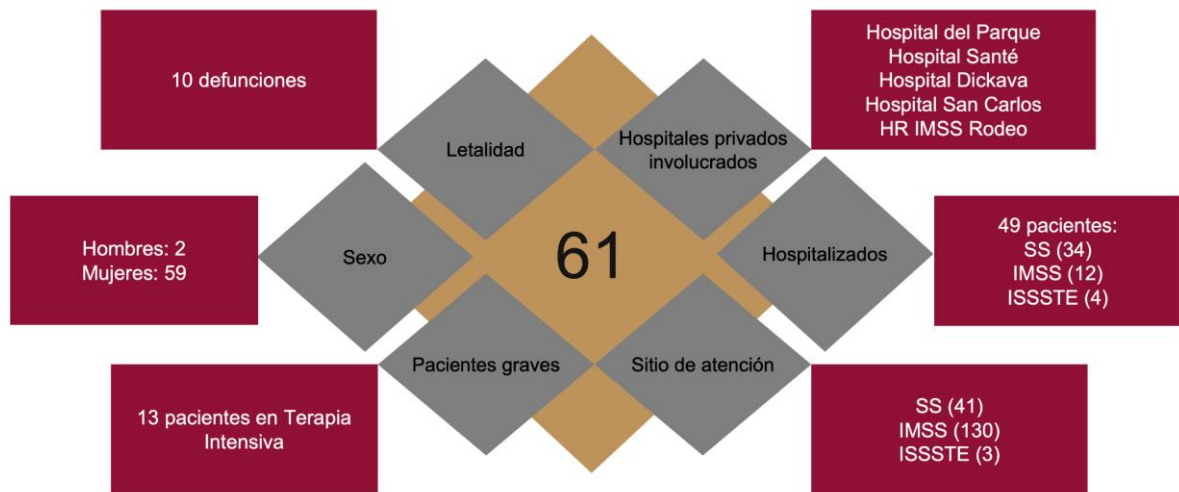 10 defunciones
Letalidad
Hospitales privados
involucrados
Hospital del Parque
Hospital Santé
Hospital Dickava
Hospital San Carlos
HR IMSS Rodeo
Hombres: 2
Mujeres: 59
Sexo
61
Hospitalizados
49 pacientes:
SS (34)
IMSS (12)
ISSSTE (4)
13 pacientes en Terapia
Intensiva
Pacientes graves
Sitio de atención
SS (41)
IMSS (130)
ISSSTE (3)